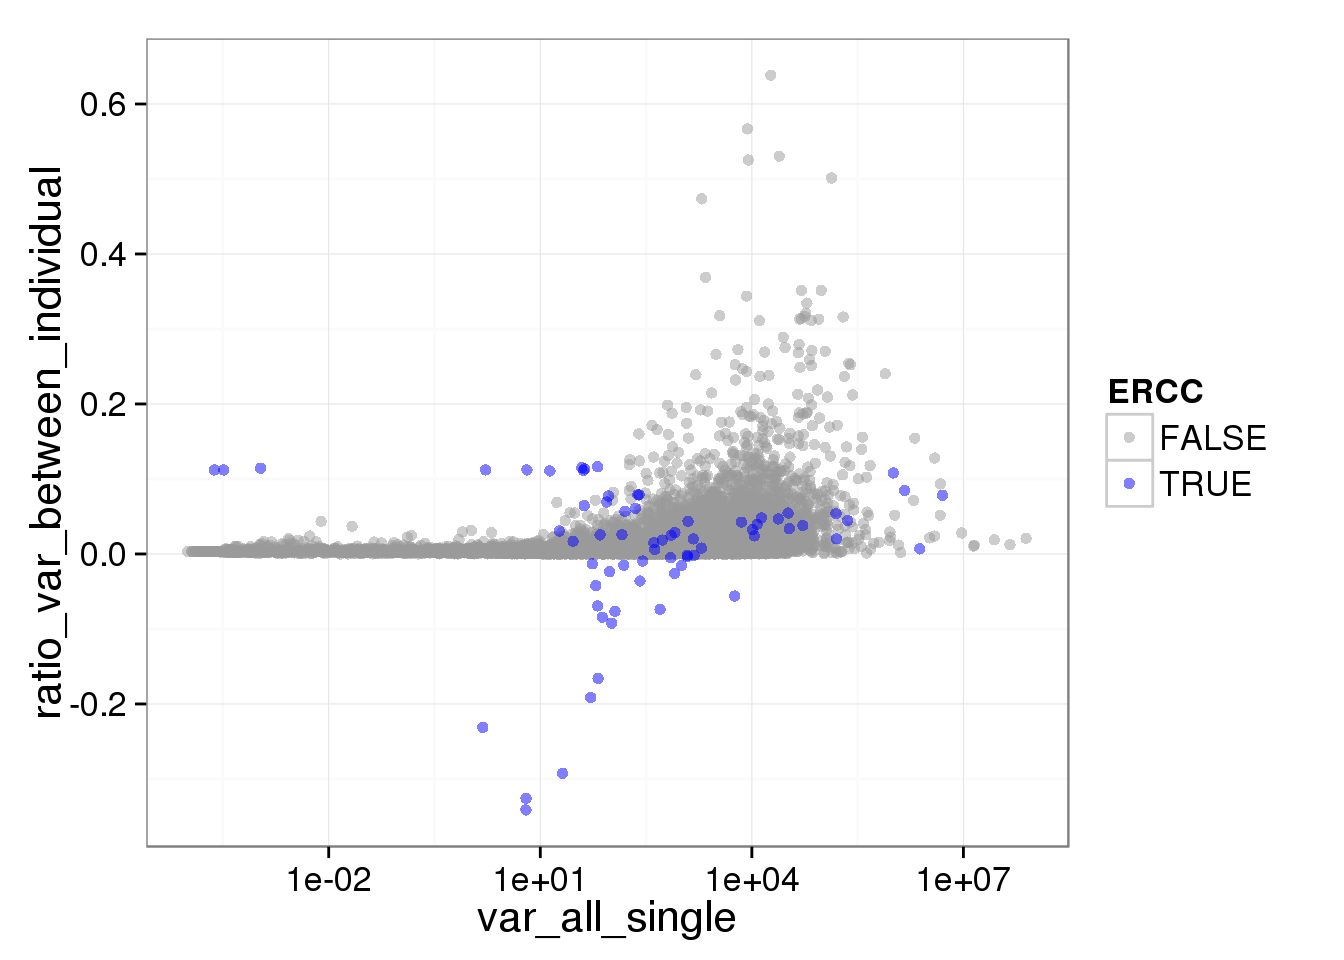 ratio_var_between_individual
0.6
0.4
0.2
0.0
-0.2
1e-02 1e+01 1e+04 1e+07
var_all_single
ERCC
FALSE
TRUE